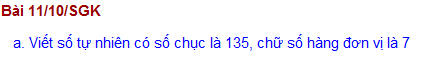 Bài 11/10/SGK
a. Viết số tự nhiên có số chục là 135, chữ số hàng đơn vị là 7